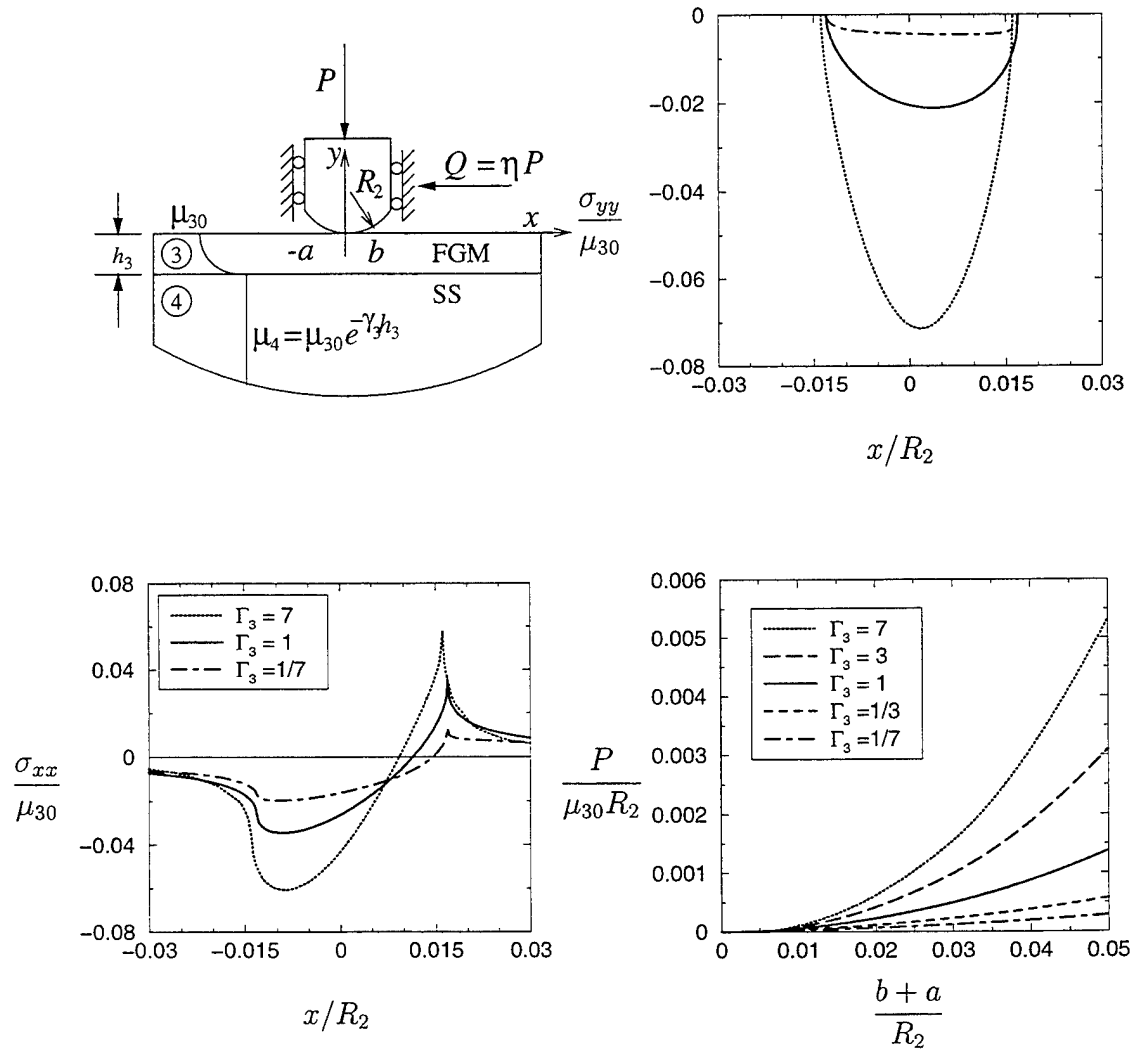 P
y
R₂
Q = η P
μ₃₀
x
h₃
③
-a
b
FGM
④
SS
μ₄ = μ₃₀ e^{-γ₃h₃}
σ_yy / μ₃₀
0
−0.02
−0.04
−0.06
−0.08
−0.03 −0.015 0 0.015 0.03
x/R₂
σ_xx / μ₃₀
0.08
0.04
0
−0.04
−0.08
Γ₃ = 7
Γ₃ = 1
Γ₃ =1/7
−0.03 −0.015 0 0.015 0.03
x/R₂
P / μ₃₀R₂
0.006
0.005
0.004
0.003
0.002
0.001
0
Γ₃ = 7
Γ₃ = 3
Γ₃ = 1
Γ₃ =1/3
Γ₃ =1/7
0 0.01 0.02 0.03 0.04 0.05
b + a / R₂